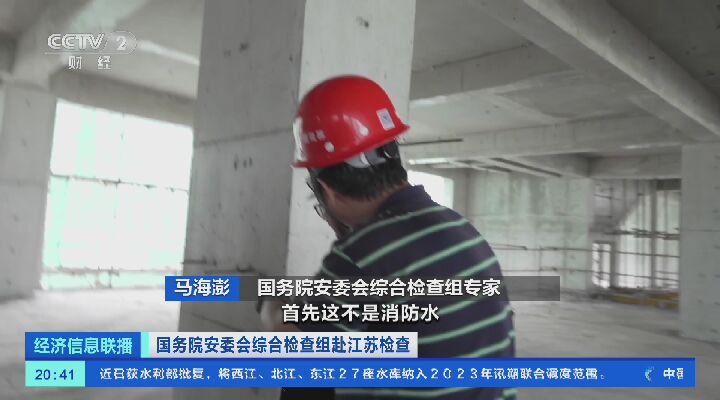 CCTV 2
财经
马海澎 国务院安委会综合检查组专家
首先这不是消防水
经济信息联播 国务院安委会综合检查组赴江苏检查
20:41 近日获水利部批复，将西江、北江、东江27座水库纳入2023年汛期联合调度范围。